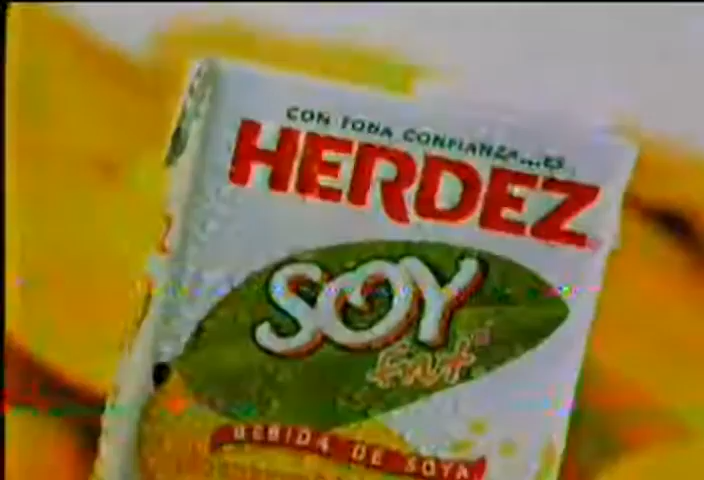 CON TODA CONFIANZA...ES
HERDEZ
SOY
BEBIDA DE SOYA